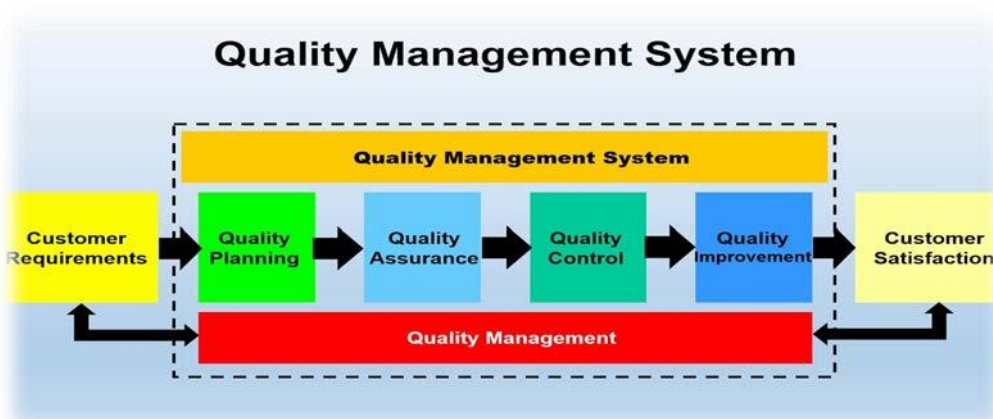 Quality Management System
Quality Management System
Customer
Requirements
Quality
Planning
Quality
Assurance
Quality
Control
Quality
Improvement
Customer
Satisfaction
Quality Management